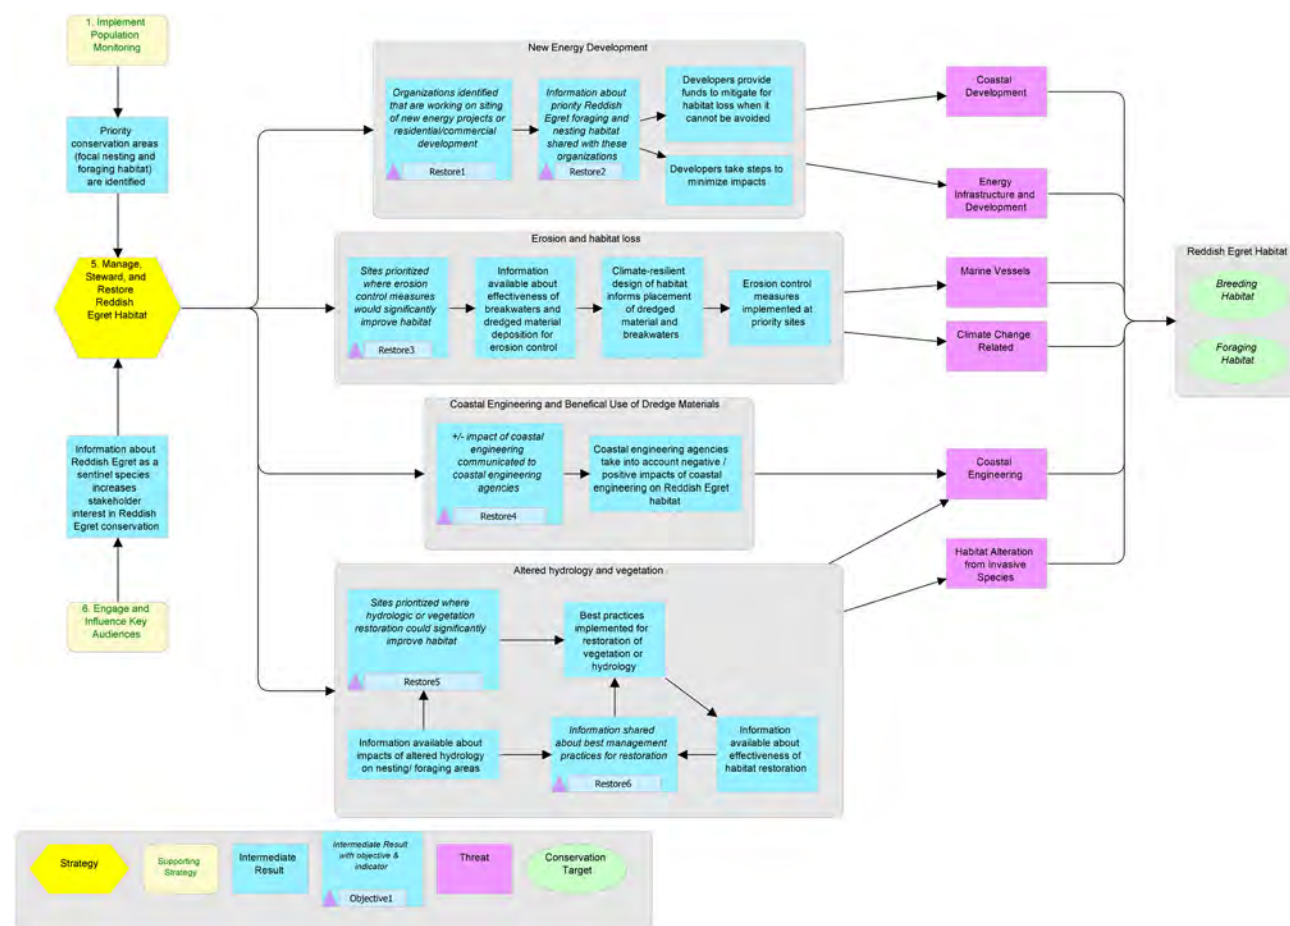 1. Implement
Population
Monitoring
Priority
conservation areas
(focal nesting and
foraging habitat)
are identified
5. Manage,
Steward, and
Restore
Reddish
Egret Habitat
Information about
Reddish Egret as a
sentinel species
increases
stakeholder
interest in Reddish
Egret conservation
6. Engage and
Influence Key
Audiences
New Energy Development
Organizations identified
that are working on siting
of new energy projects or
residential/commercial
development
Restore1
Information about
priority Reddish
Egret foraging and
nesting habitat
shared with these
organizations
Restore2
Developers provide
funds to mitigate for
habitat loss when it
cannot be avoided
Developers take steps to
minimize impacts
Erosion and habitat loss
Sites prioritized
where erosion
control measures
would significantly
improve habitat
Restore3
Information
available about
effectiveness of
breakwaters and
dredged material
deposition for
erosion control
Climate-resilient
design of habitat
informs placement
of dredged
material and
breakwaters
Erosion control
measures
implemented at
priority sites
Coastal Engineering and Benefical Use of Dredge Materials
+/- impact of coastal
engineering
communicated to
coastal engineering
agencies
Restore4
Coastal engineering agencies
take into account negative /
positive impacts of coastal
engineering on Reddish Egret
habitat
Altered hydrology and vegetation
Sites prioritized where
hydrologic or vegetation
restoration could significantly
improve habitat
Restore5
Best practices
implemented for
restoration of
vegetation or
hydrology
Information available about
impacts of altered hydrology
on nesting/ foraging areas
Information shared
about best management
practices for restoration
Restore6
Information
available about
effectiveness of
habitat restoration
Coastal
Development
Energy
Infrastructure and
Development
Marine Vessels
Climate Change
Related
Coastal
Engineering
Habitat Alteration
from Invasive
Species
Reddish Egret Habitat
Breeding
Habitat
Foraging
Habitat
Strategy
Supporting
Strategy
Intermediate
Result
Intermediate Result
with objective &
indicator
Objective1
Threat
Conservation
Target